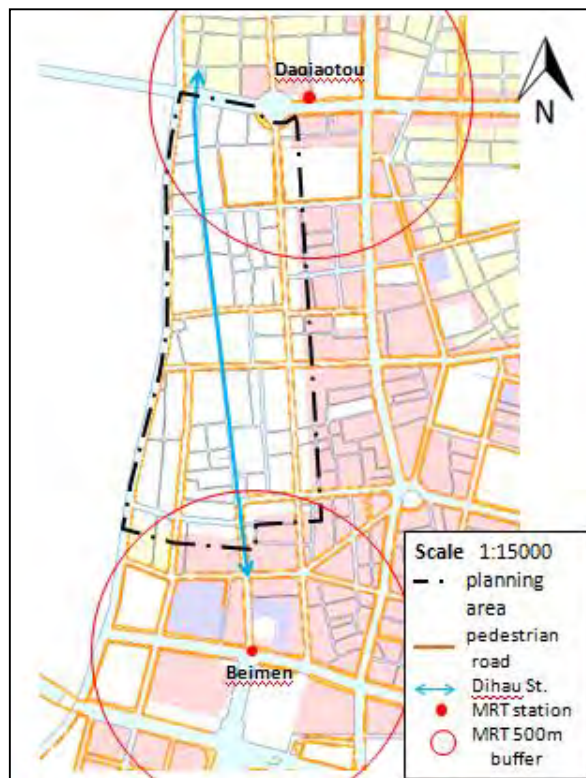 Daqiaotou
N
Beimen
Scale 1:15000
planning
area
pedestrian
road
Dihau St.
MRT station
MRT 500m
buffer